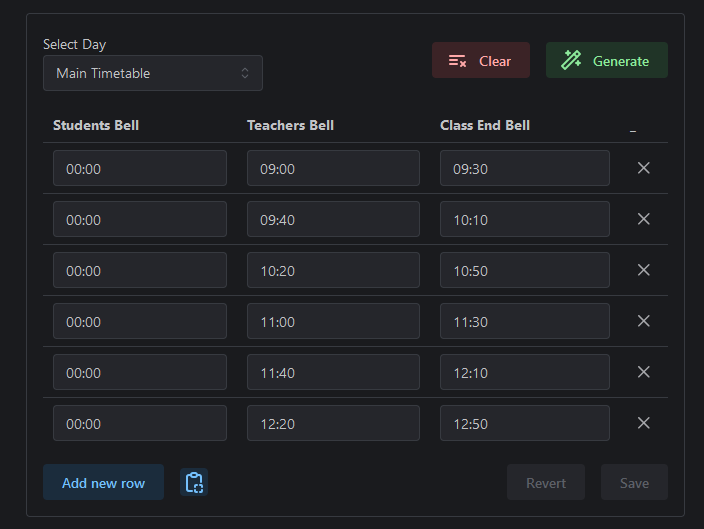 Select Day
Main Timetable
Clear
Generate
Students Bell Teachers Bell Class End Bell _
00:00 09:00 09:30
00:00 09:40 10:10
00:00 10:20 10:50
00:00 11:00 11:30
00:00 11:40 12:10
00:00 12:20 12:50
Add new row Revert Save